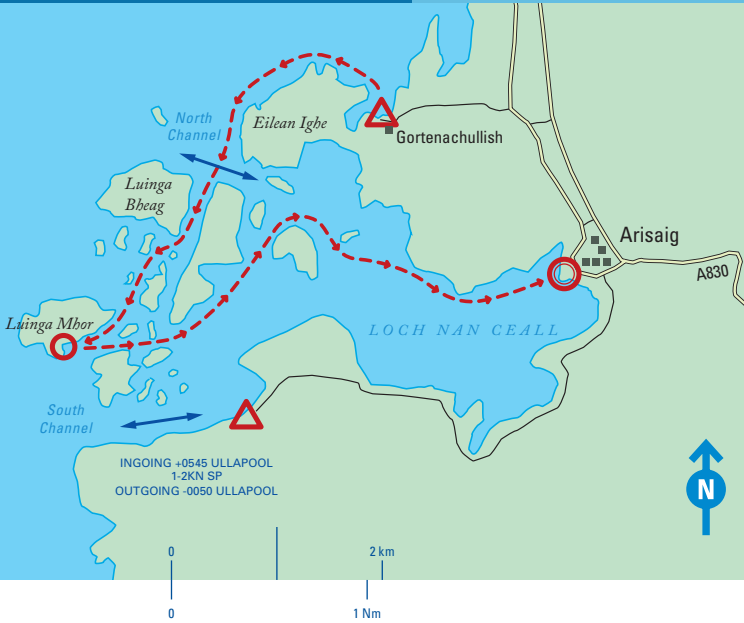 North
Channel
Eilean Ighe
Gortenachullish
Luinga
Bheag
Arisaig
A830
Luinga Mhor
LOCH NAN CEALL
South
Channel
INGOING +0545 ULLAPOOL
1-2KN SP
OUTGOING -0050 ULLAPOOL
N
0
2 km
0
1 Nm